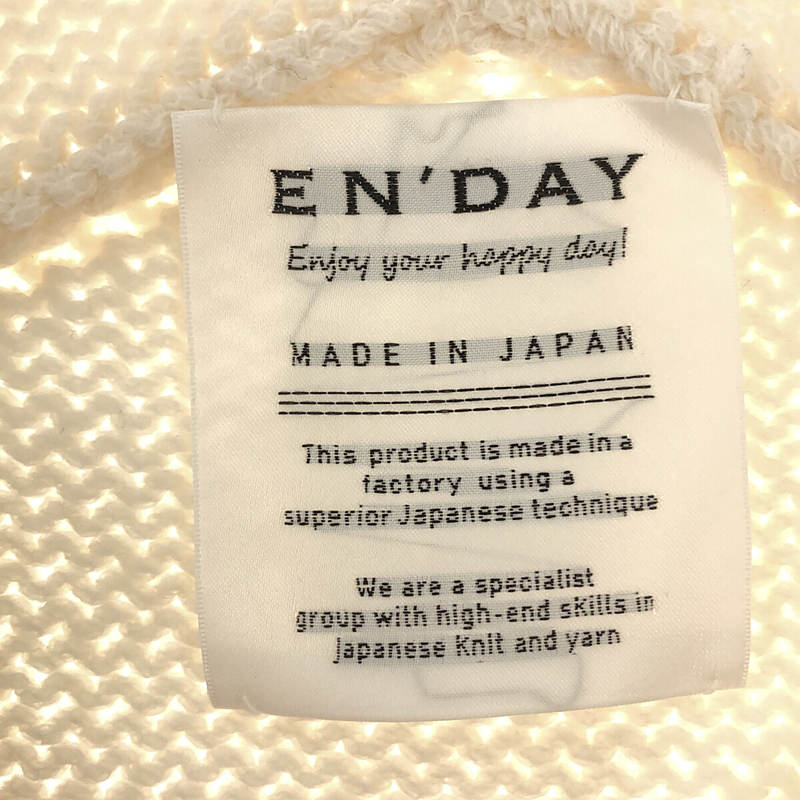 EN'DAY
Enjoy your happy day!
MADE IN JAPAN
This product is made in a
factory using a
superior Japanese technique
We are a specialist
group with high-end skills in
Japanese Knit and yarn